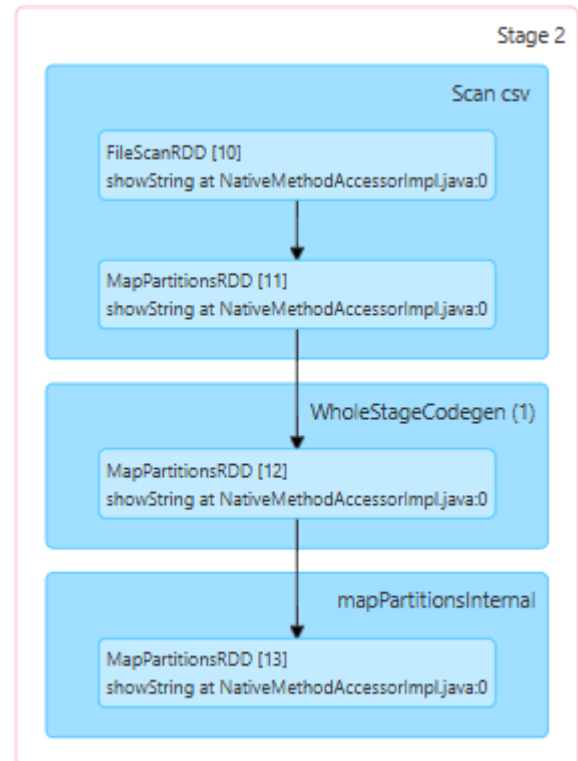 Stage 2
Scan csv
FileScanRDD [10]
showString at NativeMethodAccessorImpl.java:0
MapPartitionsRDD [11]
showString at NativeMethodAccessorImpl.java:0
WholeStageCodegen (1)
MapPartitionsRDD [12]
showString at NativeMethodAccessorImpl.java:0
mapPartitionsInternal
MapPartitionsRDD [13]
showString at NativeMethodAccessorImpl.java:0